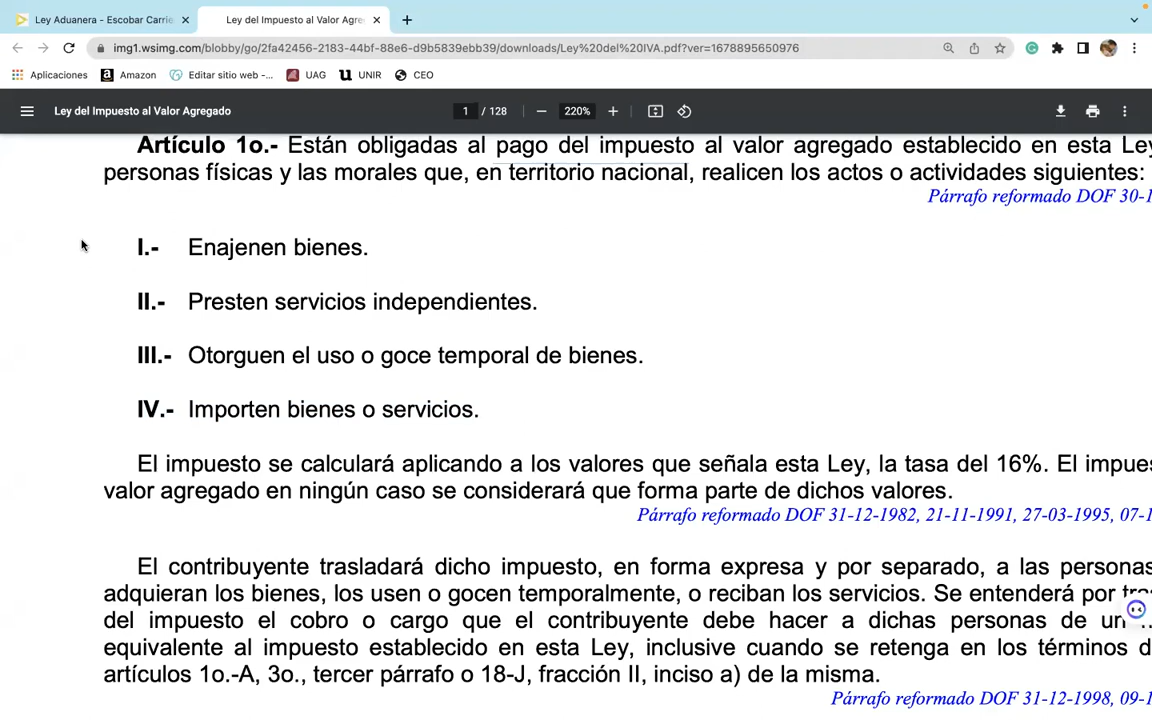 Ley Aduanera - Escobar Carrie
Ley del Impuesto al Valor Agre
img1.wsimg.com/blobby/go/2fa42456-2183-44bf-88e6-d9b5839ebb39/downloads/Ley%20del%20IVA.pdf?ver=1678895650976
Aplicaciones Amazon Editar sitio web -... UAG UNIR CEO
Ley del Impuesto al Valor Agregado 1 / 128 220%
Artículo 1o.- Están obligadas al pago del impuesto al valor agregado establecido en esta Ley
personas físicas y las morales que, en territorio nacional, realicen los actos o actividades siguientes:
Párrafo reformado DOF 30-1
I.- Enajenen bienes.
II.- Presten servicios independientes.
III.- Otorguen el uso o goce temporal de bienes.
IV.- Importen bienes o servicios.
El impuesto se calculará aplicando a los valores que señala esta Ley, la tasa del 16%. El impues
valor agregado en ningún caso se considerará que forma parte de dichos valores.
Párrafo reformado DOF 31-12-1982, 21-11-1991, 27-03-1995, 07-1
El contribuyente trasladará dicho impuesto, en forma expresa y por separado, a las personas
adquieran los bienes, los usen o gocen temporalmente, o reciban los servicios. Se entenderá por
del impuesto el cobro o cargo que el contribuyente debe hacer a dichas personas de un
equivalente al impuesto establecido en esta Ley, inclusive cuando se retenga en los términos d
artículos 1o.-A, 3o., tercer párrafo o 18-J, fracción II, inciso a) de la misma.
Párrafo reformado DOF 31-12-1998, 09-1